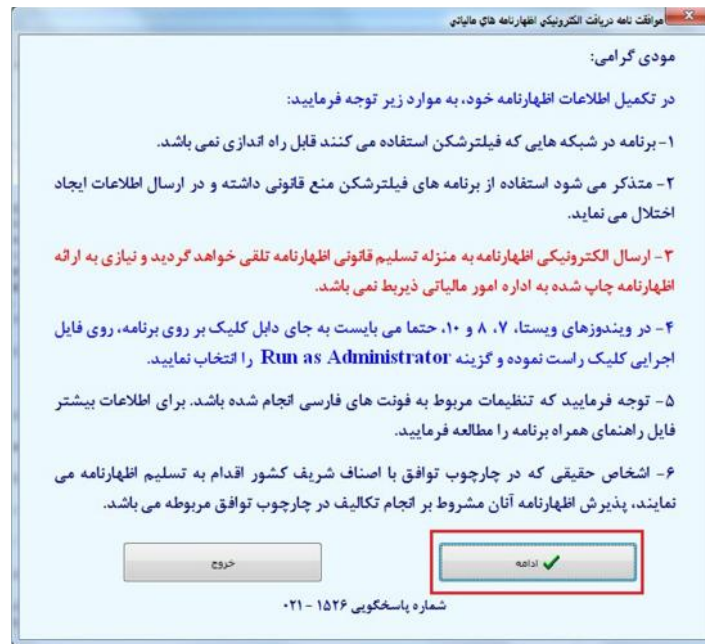 موافقت نامه دریافت الکترونیکی اظهارنامه های مالیاتی
مودی گرامی:
در تکمیل اطلاعات اظهارنامه خود، به موارد زیر توجه فرمایید:
۱- برنامه در شبکه هایی که فیلترشکن استفاده می کنند قابل راه اندازی نمی باشد.
۲- متذکر می شود استفاده از برنامه های فیلترشکن منع قانونی داشته و در ارسال اطلاعات ایجاد
اختلال می نماید.
۳- ارسال الکترونیکی اظهارنامه به منزله تسلیم قانونی اظهارنامه تلقی خواهد گردید و نیازی به ارائه
اظهارنامه چاپ شده به اداره امور مالیاتی ذیربط نمی باشد.
۴- در ویندوزهای ویستا، ۷، ۸ و ۱۰، حتما می بایست به جای دابل کلیک بر روی برنامه، روی فایل
اجرایی کلیک راست نموده و گزینه Run as Administrator را انتخاب نمایید.
۵- توجه فرمایید که تنظیمات مربوط به فونت های فارسی انجام شده باشد. برای اطلاعات بیشتر
فایل راهنمای همراه برنامه را مطالعه فرمایید.
۶- اشخاص حقیقی که در چارچوب توافق با اصناف شریف کشور اقدام به تسلیم اظهارنامه می
نمایند، پذیرش اظهارنامه آنان مشروط بر انجام تکالیف در چارچوب توافق مربوطه می باشد.
ادامه
خروج
شماره پاسخگویی ۱۵۲۶ - ۰۲۱